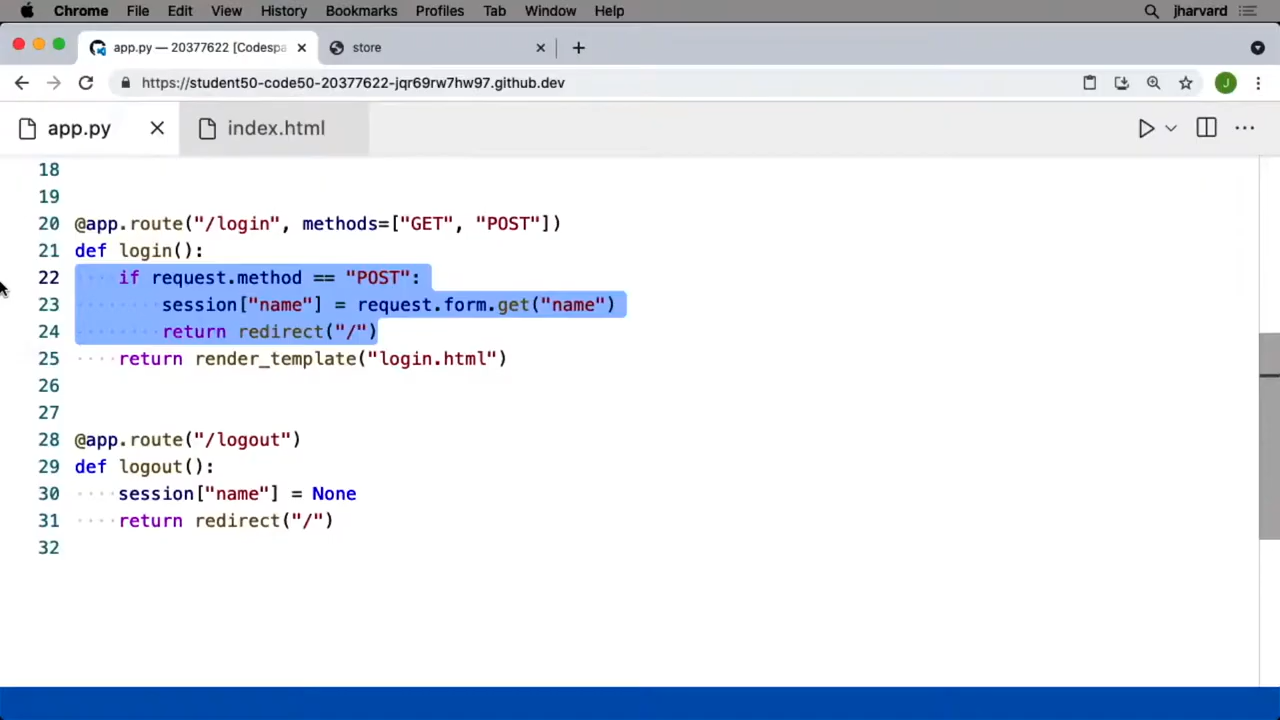 Chrome File Edit View History Bookmarks Profiles Tab Window Help jharvard
app.py — 20377622 [Codespa store
https://student50-code50-20377622-jqr69rw7hw97.github.dev J
app.py index.html
18
19
20 @app.route("/login", methods=["GET", "POST"])
21 def login():
22 if request.method == "POST":
23 session["name"] = request.form.get("name")
24 return redirect("/")
25 return render_template("login.html")
26
27
28 @app.route("/logout")
29 def logout():
30 session["name"] = None
31 return redirect("/")
32